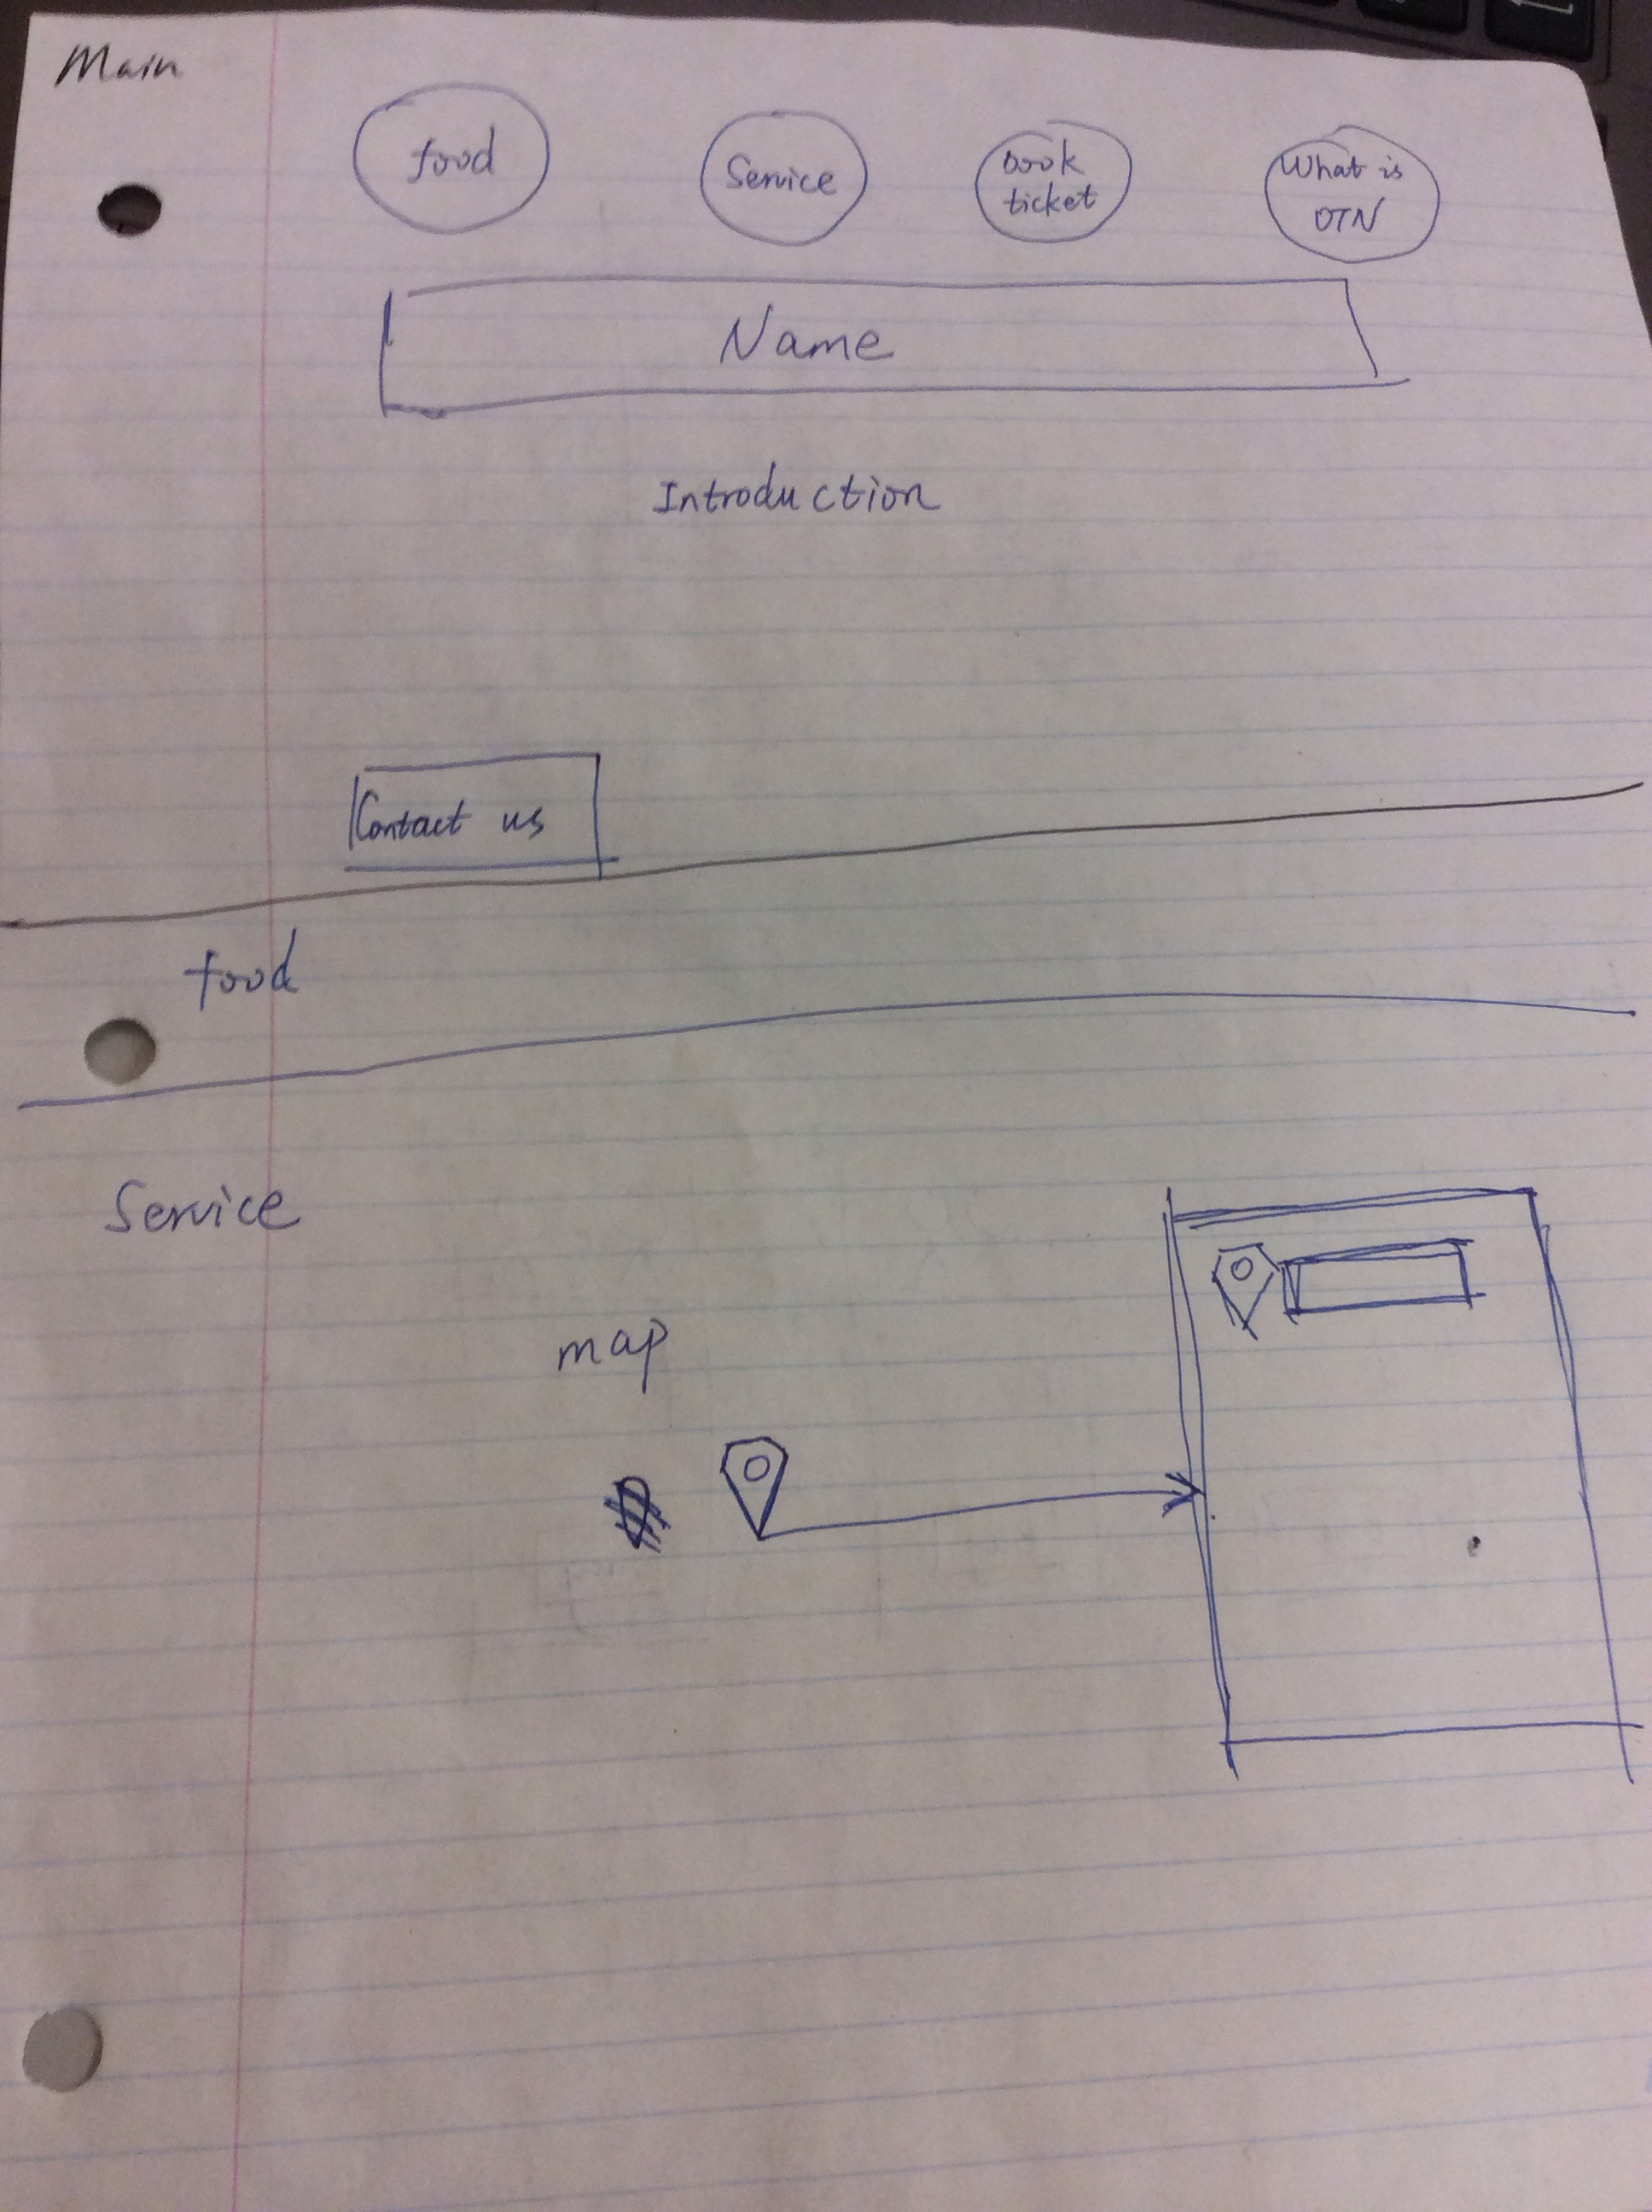 Main
food
Service
book
ticket
What is
OTN
Name
Introduction
Contact us
food
Service
map